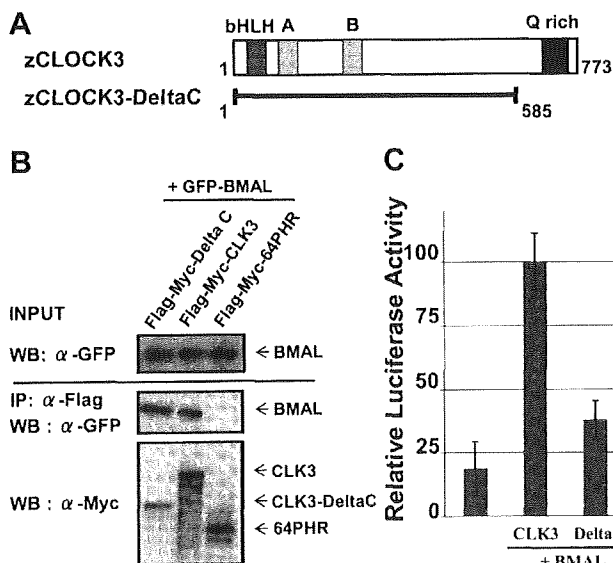 A
bHLH A B Q rich
zCLOCK3
1 773
zCLOCK3-DeltaC
1 585
B
+ GFP-BMAL
Flag-Myc-Delta C
Flag-Myc-CLK3
Flag-Myc-64PHR
INPUT
WB: α-GFP
BMAL
IP: α-Flag
WB: α-GFP
BMAL
WB: α-Myc
CLK3
CLK3-DeltaC
64PHR
C
Relative Luciferase Activity
100
75
50
25
0
CLK3 Delta
+ BMAL